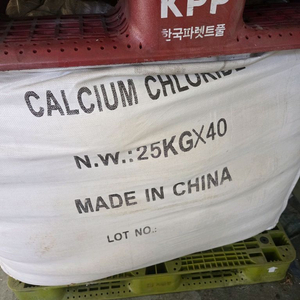 KPP
한국파렛트풀
CALCIUM CHLORIDE
N.W.:25KGX40
MADE IN CHINA
LOT NO.: